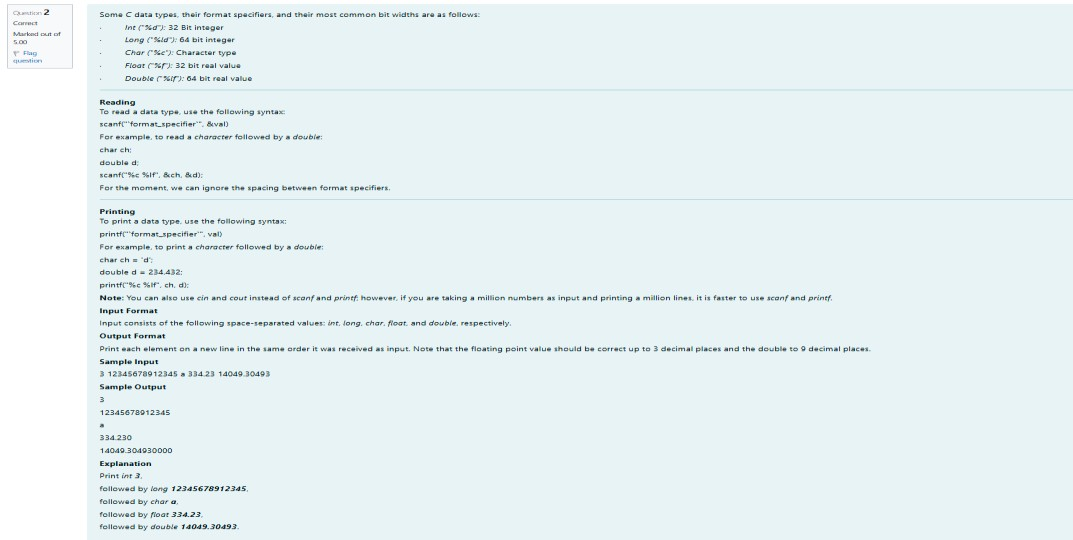 Question 2
Correct
Marked out of
5.00
Flag
question
Some C data types, their format specifiers, and their most common bit widths are as follows:
· Int ("%d"): 32 Bit integer
· Long ("%ld"): 64 bit integer
· Char ("%c"): Character type
· Float ("%f"): 32 bit real value
· Double ("%lf"): 64 bit real value
Reading
To read a data type, use the following syntax:
scanf("`format_specifier`", &val)
For example, to read a character followed by a double:
char ch;
double d;
scanf("%c %lf", &ch, &d);
For the moment, we can ignore the spacing between format specifiers.
Printing
To print a data type, use the following syntax:
printf("`format_specifier`", val)
For example, to print a character followed by a double:
char ch = 'd';
double d = 234.432;
printf("%c %lf", ch, d);
Note: You can also use cin and cout instead of scanf and printf; however, if you are taking a million numbers as input and printing a million lines, it is faster to use scanf and printf.
Input Format
Input consists of the following space-separated values: int, long, char, float, and double, respectively.
Output Format
Print each element on a new line in the same order it was received as input. Note that the floating point value should be correct up to 3 decimal places and the double to 9 decimal places.
Sample Input
3 12345678912345 a 334.23 14049.30493
Sample Output
3
12345678912345
a
334.230
14049.304930000
Explanation
Print int 3,
followed by long 12345678912345,
followed by char a,
followed by float 334.23,
followed by double 14049.30493.